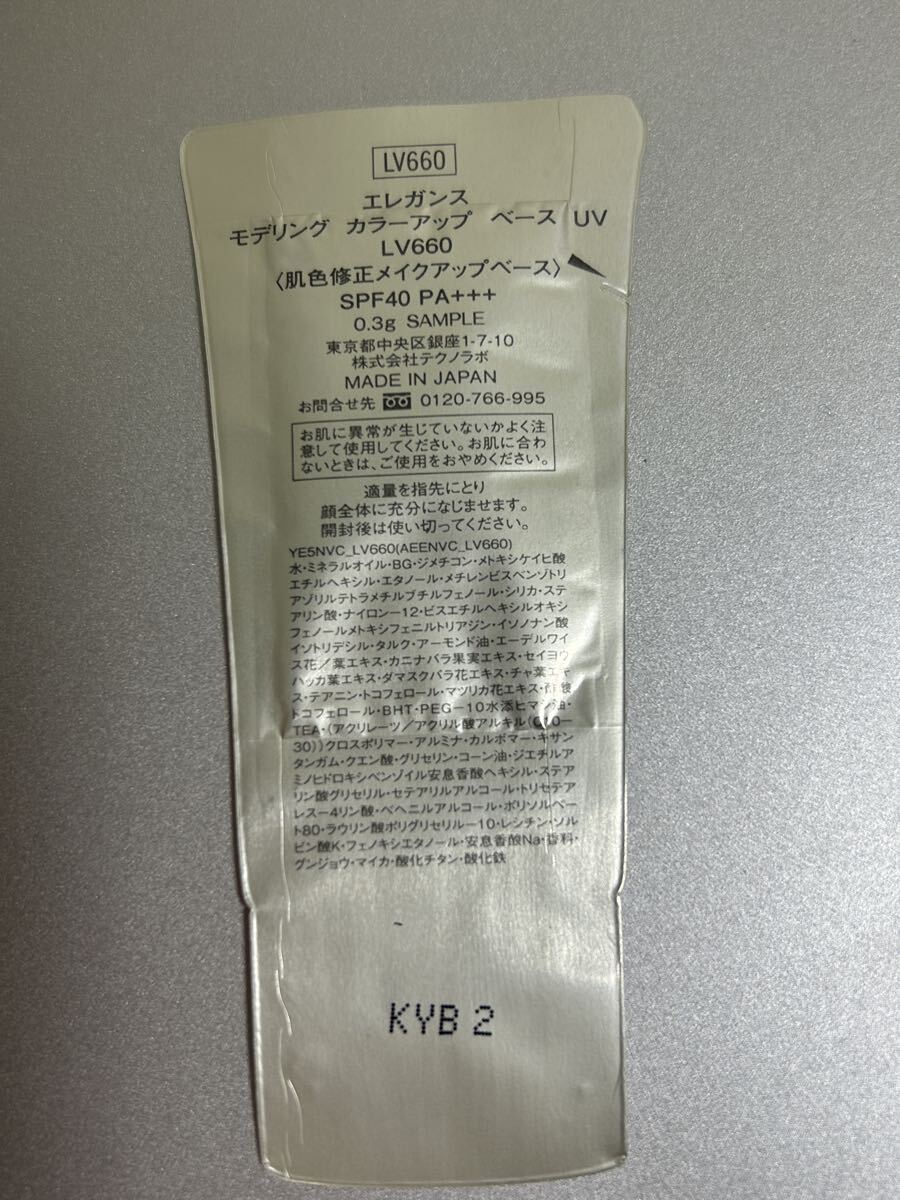 LV660
エレガンス
モデリング カラーアップ ベース UV
LV660
〈肌色修正メイクアップベース〉
SPF40 PA+++
0.3g SAMPLE
東京都中央区銀座1-7-10
株式会社テクノラボ
MADE IN JAPAN
お問合せ先 0120-766-995
お肌に異常が生じていないかよく注
意して使用してください。お肌に合わ
ないときは、ご使用をおやめください。
適量を指先にとり
顔全体に充分になじませます。
開封後は使い切ってください。
YE5NVC_LV660(AEENVC_LV660)
水・ミネラルオイル・BG・ジメチコン・メトキシケイヒ酸
エチルヘキシル・エタノール・メチレンビスベンゾトリ
アゾリルテトラメチルブチルフェノール・シリカ・ステ
アリン酸・ナイロン-12・ビスエチルヘキシルオキシ
フェノールメトキシフェニルトリアジン・イソノナン酸
イソトリデシル・タルク・アーモンド油・エーデルワイ
ス花/葉エキス・カニナバラ果実エキス・セイヨウ
ハッカ葉エキス・ダマスクバラ花エキス・チャ葉エキ
ス・テアニン・トコフェロール・マツリカ花エキス・酢酸
トコフェロール・BHT・PEG-10水添ヒマシ油・
TEA・(アクリレーツ/アクリル酸アルキル(C10-
30))クロスポリマー・アルミナ・カルボマー・キサン
タンガム・クエン酸・グリセリン・コーン油・ジエチルア
ミノヒドロキシベンゾイル安息香酸ヘキシル・ステア
リン酸グリセリル・セテアリルアルコール・トリセテア
レス-4リン酸・ベヘニルアルコール・ポリソルベー
ト80・ラウリン酸ポリグリセリル-10・レシチン・ソル
ビン酸K・フェノキシエタノール・安息香酸Na・香料・
グンジョウ・マイカ・酸化チタン・酸化鉄
KYB 2